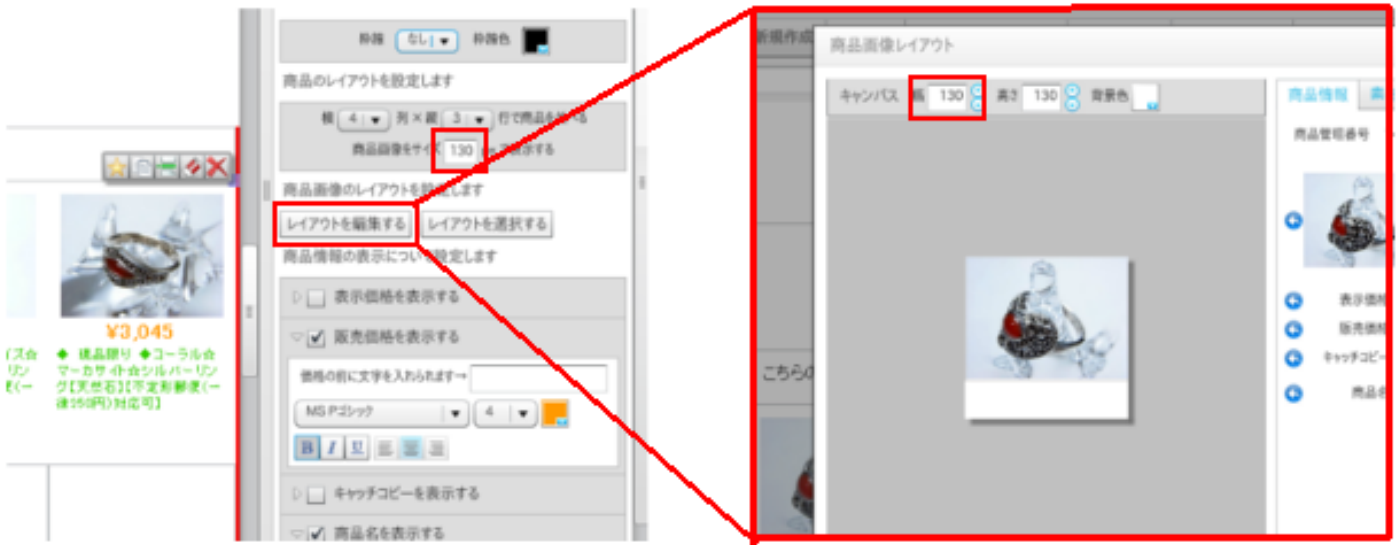 枠線 なし 枠線色
商品のレイアウトを設定します
横 4 列×縦 3 行で商品を並べる
商品画像をサイズ 130 で表示する
商品画像のレイアウトを設定します
レイアウトを編集する レイアウトを選択する
商品情報の表示について設定します
表示価格を表示する
販売価格を表示する
価格の前に文字を入れられます→
MS Pゴシック 4
B I U
キャッチコピーを表示する
商品名を表示する
¥3,045
◆ 現品限り ◆コーラル☆
マーカサイト☆シルバーリン
グ【天然石】【不定形郵便(一
律350円)対応可】
イズ☆
リン
便(一
新規作成
商品画像レイアウト
キャンバス 幅 130 高さ 130 背景色
商品情報
商品管理番号
表示価格
販売価格
キャッチコピー
商品名
こちらの